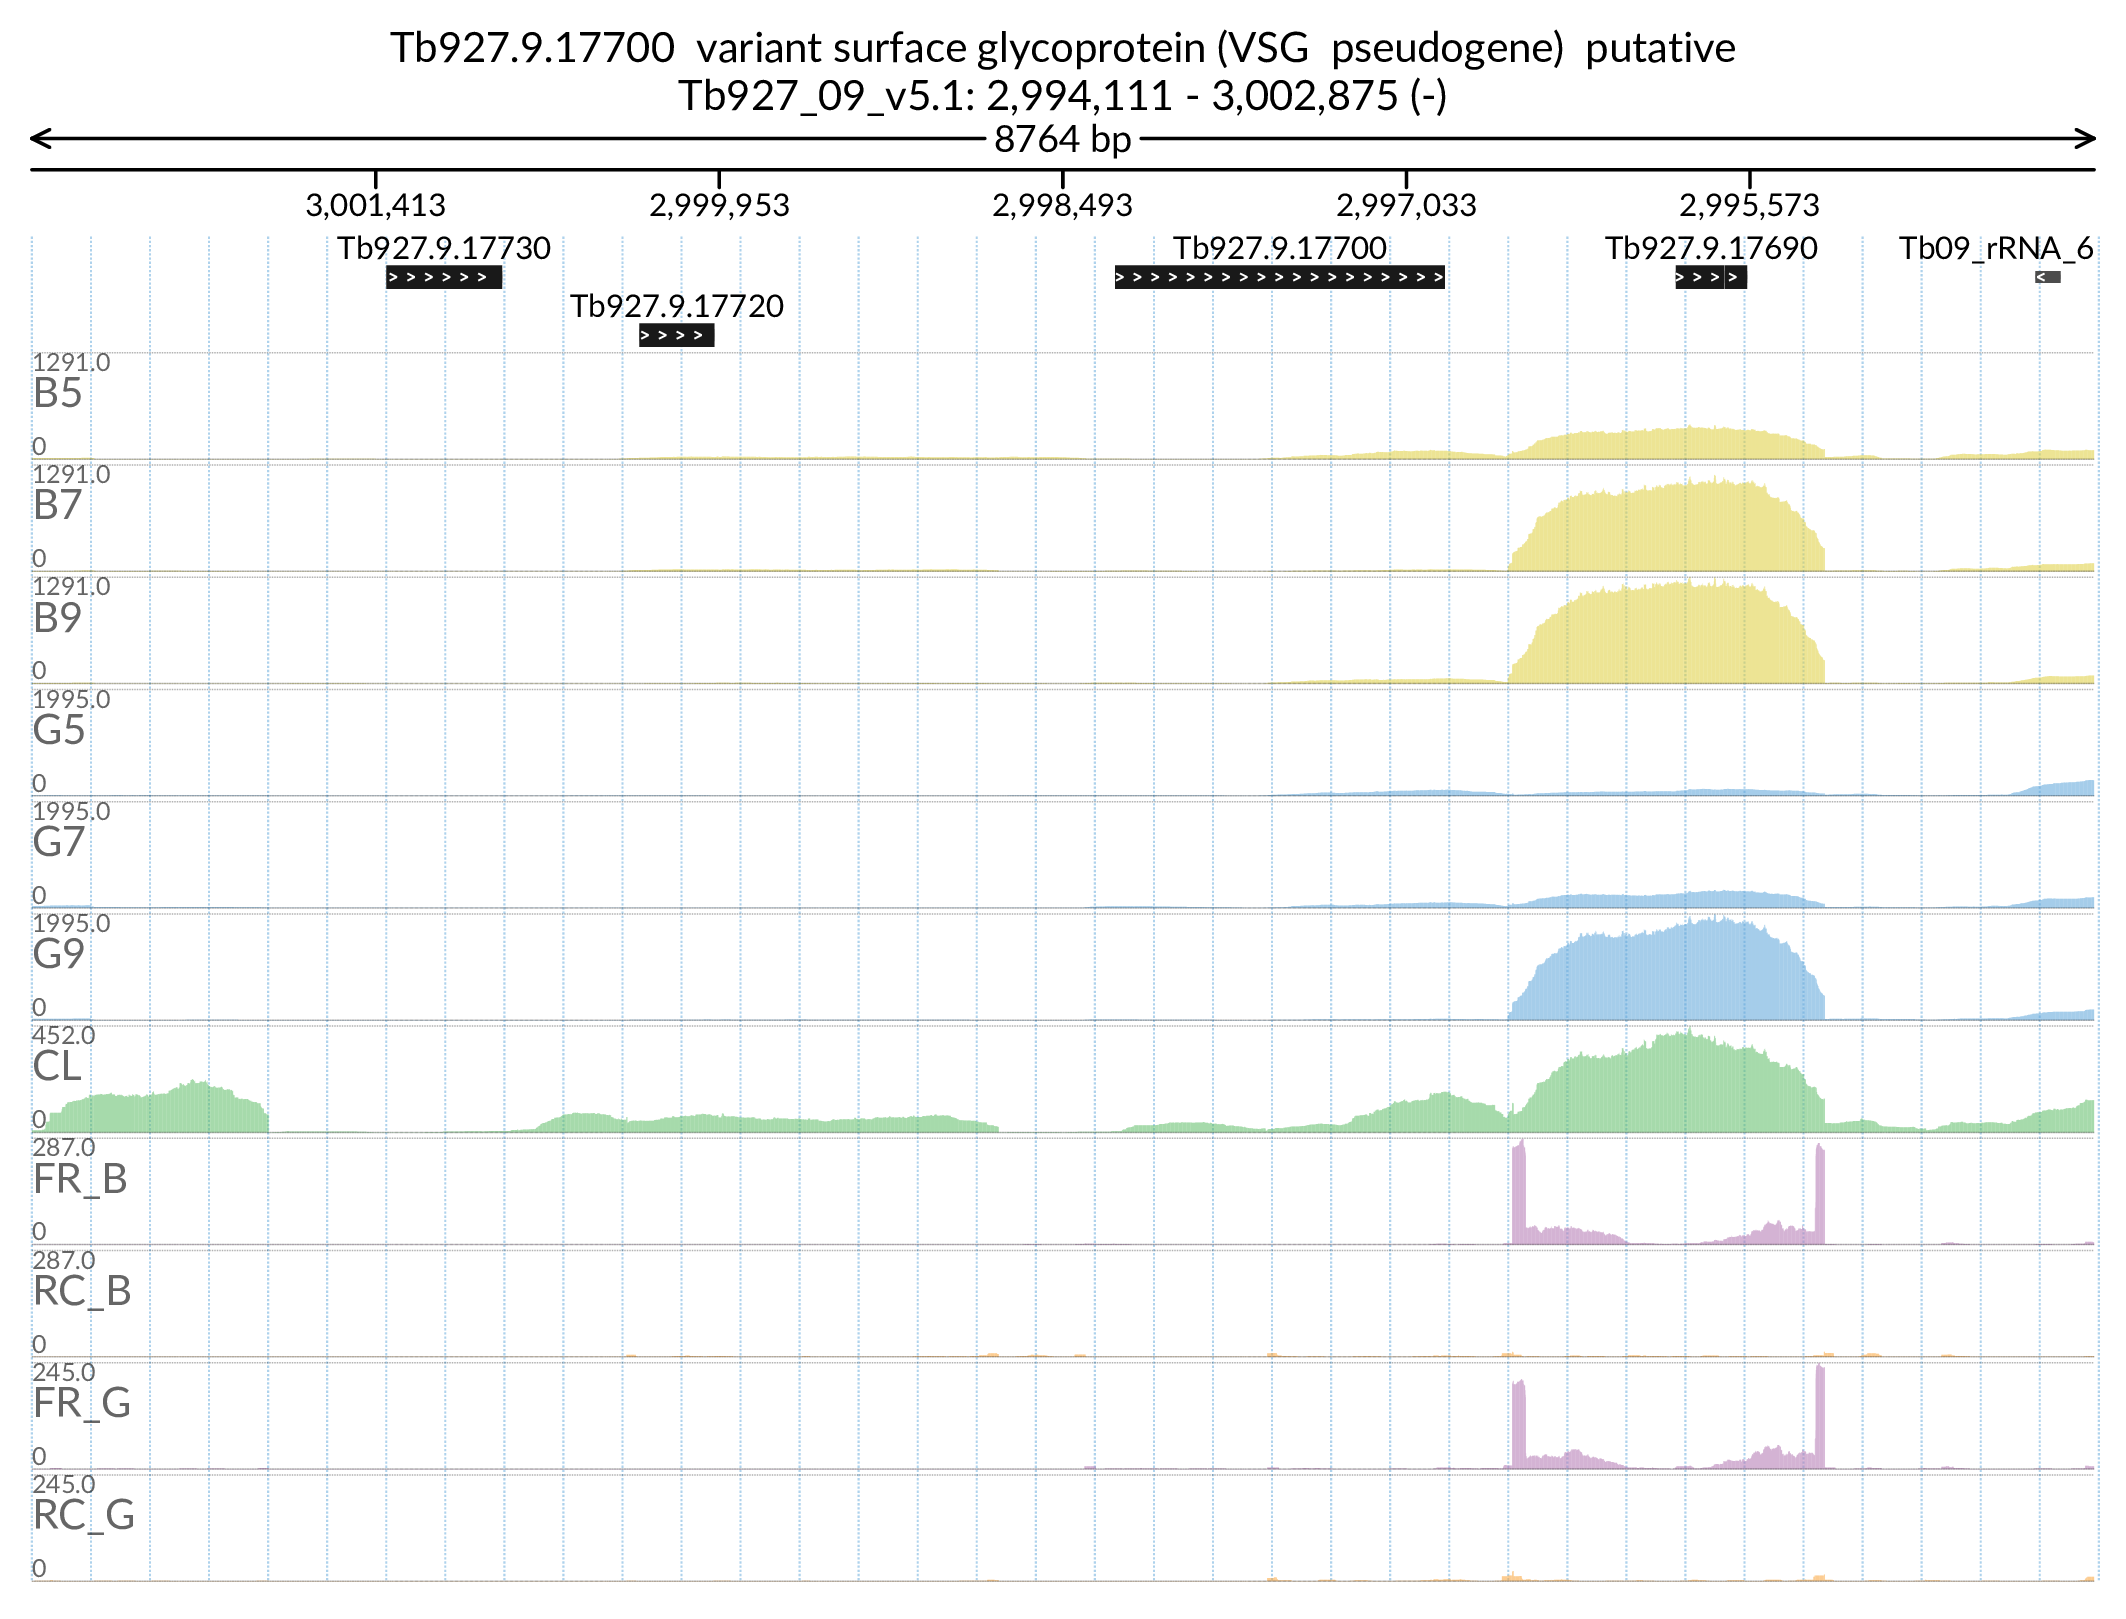 Tb927.9.17700 variant surface glycoprotein (VSG pseudogene) putative
Tb927_09_v5.1: 2,994,111 - 3,002,875 (-)
8764 bp
3,001,413 2,999,953 2,998,493 2,997,033 2,995,573
Tb927.9.17730 Tb927.9.17700 Tb927.9.17690 Tb09_rRNA_6
Tb927.9.17720
1291.0
B5
0
1291.0
B7
0
1291.0
B9
0
1995.0
G5
0
1995.0
G7
0
1995.0
G9
0
452.0
CL
0
287.0
FR_B
0
287.0
RC_B
0
245.0
FR_G
0
245.0
RC_G
0